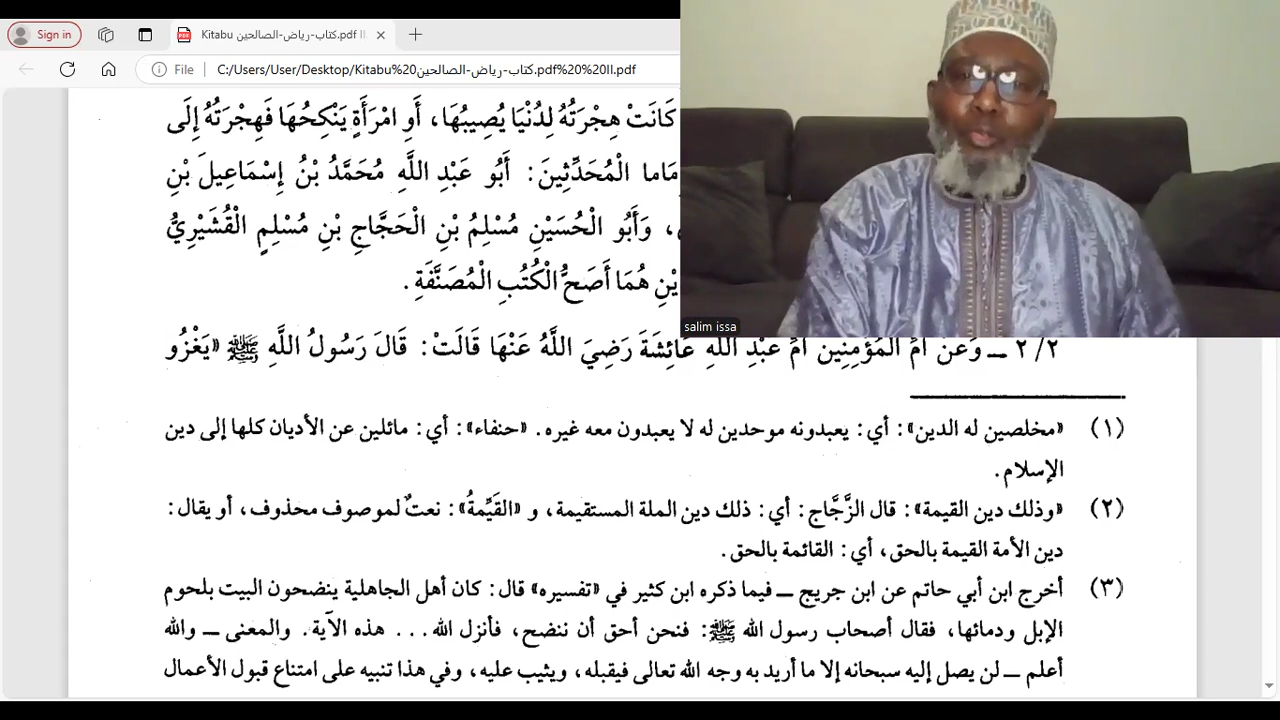 Sign in
Kitabu كتاب-رياض-الصالحين.pdf II
File C:/Users/User/Desktop/Kitabu%20كتاب-رياض-الصالحين.pdf%20%20II.pdf
كَانَتْ هِجْرَتُهُ لِدُنْيَا يُصِيبُهَا، أَوِ امْرَأَةٍ يَنْكِحُهَا فَهِجْرَتُهُ إِلَى
الْمُحَدِّثِينَ: أَبُو عَبْدِ اللَّهِ مُحَمَّدُ بْنُ إِسْمَاعِيلَ بْنِ
، وَأَبُو الْحُسَيْنِ مُسْلِمُ بْنِ الْحَجَّاجِ بْنِ مُسْلِمٍ الْقُشَيْرِيُّ
هُمَا أَصَحُّ الْكُتُبِ الْمُصَنَّفَةِ.
salim issa
٢/٢ ــ وَعَنْ أُمِّ الْمُؤْمِنِينَ أُمِّ عَبْدِ اللَّهِ عَائِشَةَ رَضِيَ اللَّهُ عَنْهَا قَالَتْ: قَالَ رَسُولُ اللَّهِ ﷺ «يَغْزُو
(١) «مخلصين له الدين»: أي: يعبدونه موحدين له لا يعبدون معه غيره. «حنفاء»: أي: مائلين عن الأديان كلها إلى دين
الإسلام.
(٢) «وذلك دين القيمة»: قال الزَّجَّاج: أي: ذلك دين الملة المستقيمة، و «القَيِّمةُ»: نعتٌ لموصوف محذوف، أو يقال:
دين الأمة القيمة بالحق، أي: القائمة بالحق.
(٣) أخرج ابن أبي حاتم عن ابن جريج ــ فيما ذكره ابن كثير في «تفسيره» قال: كان أهل الجاهلية ينضحون البيت بلحوم
الإبل ودمائها، فقال أصحاب رسول الله ﷺ: فنحن أحق أن ننضح، فأنزل الله... هذه الآية. والمعنى ــ والله
أعلم ــ لن يصل إليه سبحانه إلا ما أريد به وجه الله تعالى فيقبله، ويثيب عليه، وفي هذا تنبيه على امتناع قبول الأعمال